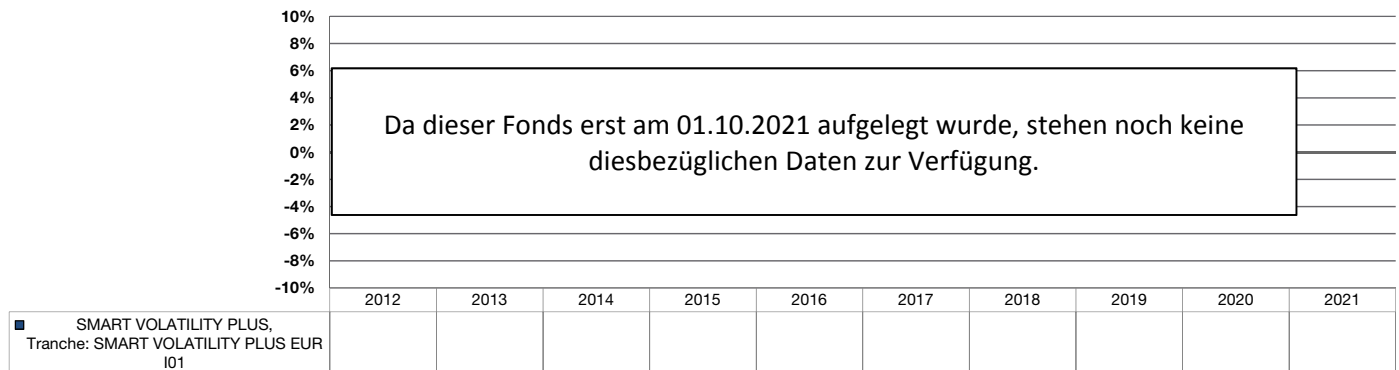 10%
8%
6%
4%
2%
0%
-2%
-4%
-6%
-8%
-10%
Da dieser Fonds erst am 01.10.2021 aufgelegt wurde, stehen noch keine
diesbezüglichen Daten zur Verfügung.
2012 2013 2014 2015 2016 2017 2018 2019 2020 2021
SMART VOLATILITY PLUS,
Tranche: SMART VOLATILITY PLUS EUR
I01